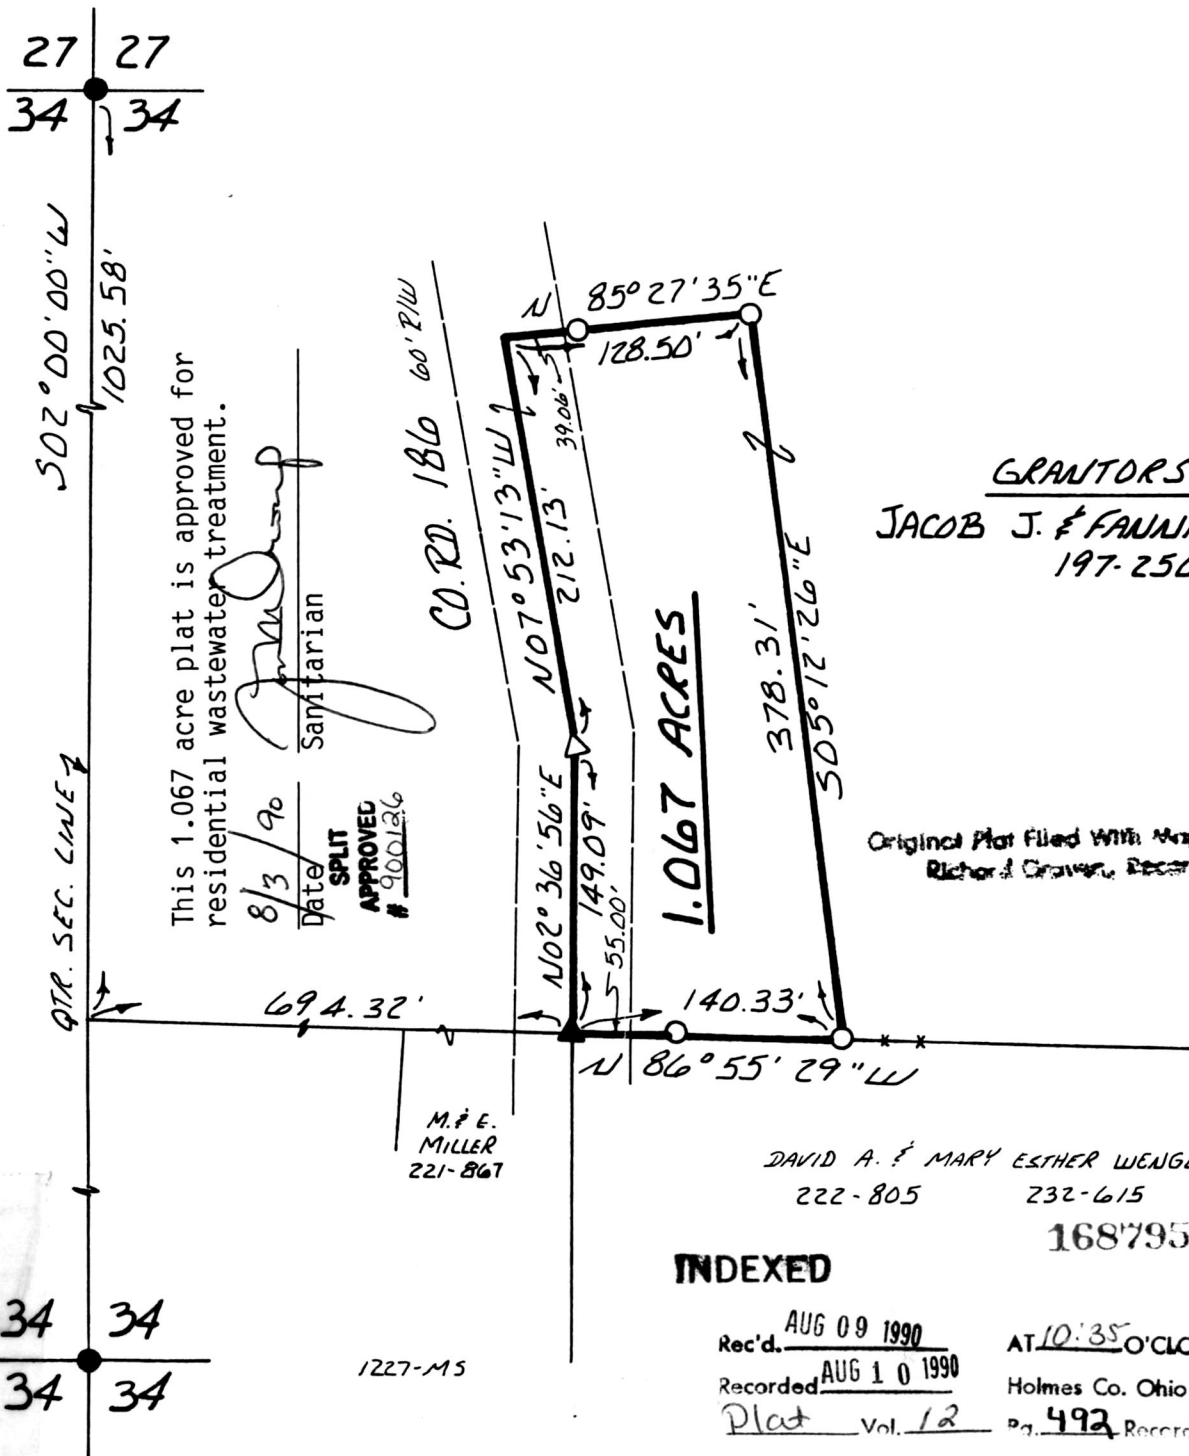 27 27
34 34
S02°00'00"W
1025.58'
This 1.067 acre plat is approved for
residential wastewater treatment.
8/3/90
Date Sanitarian
SPLIT
APPROVED
# 900126
QTR. SEC. LINE
CO. RD. 186 60' R/W
N 85°27'35"E
128.50'
39.06'
N07°53'13"W
212.13'
N02°36'56"E
149.09'
55.00'
1.067 ACRES
378.31'
S05°12'26"E
GRANTORS
JACOB J. &
197-250
Original Plat Filed With
Richard Graven,
694.32'
140.33'
N 86°55'29"W
M. & E.
MILLER
221-867
DAVID A. & MARY ESTHER
222-805 232-615
168795
INDEXED
Rec'd. AUG 09 1990 AT 10:35 O'CLO
Recorded AUG 10 1990 Holmes Co. Ohio
Plat Vol. 12 Pg. 492
34 34
34 34
1227-MS